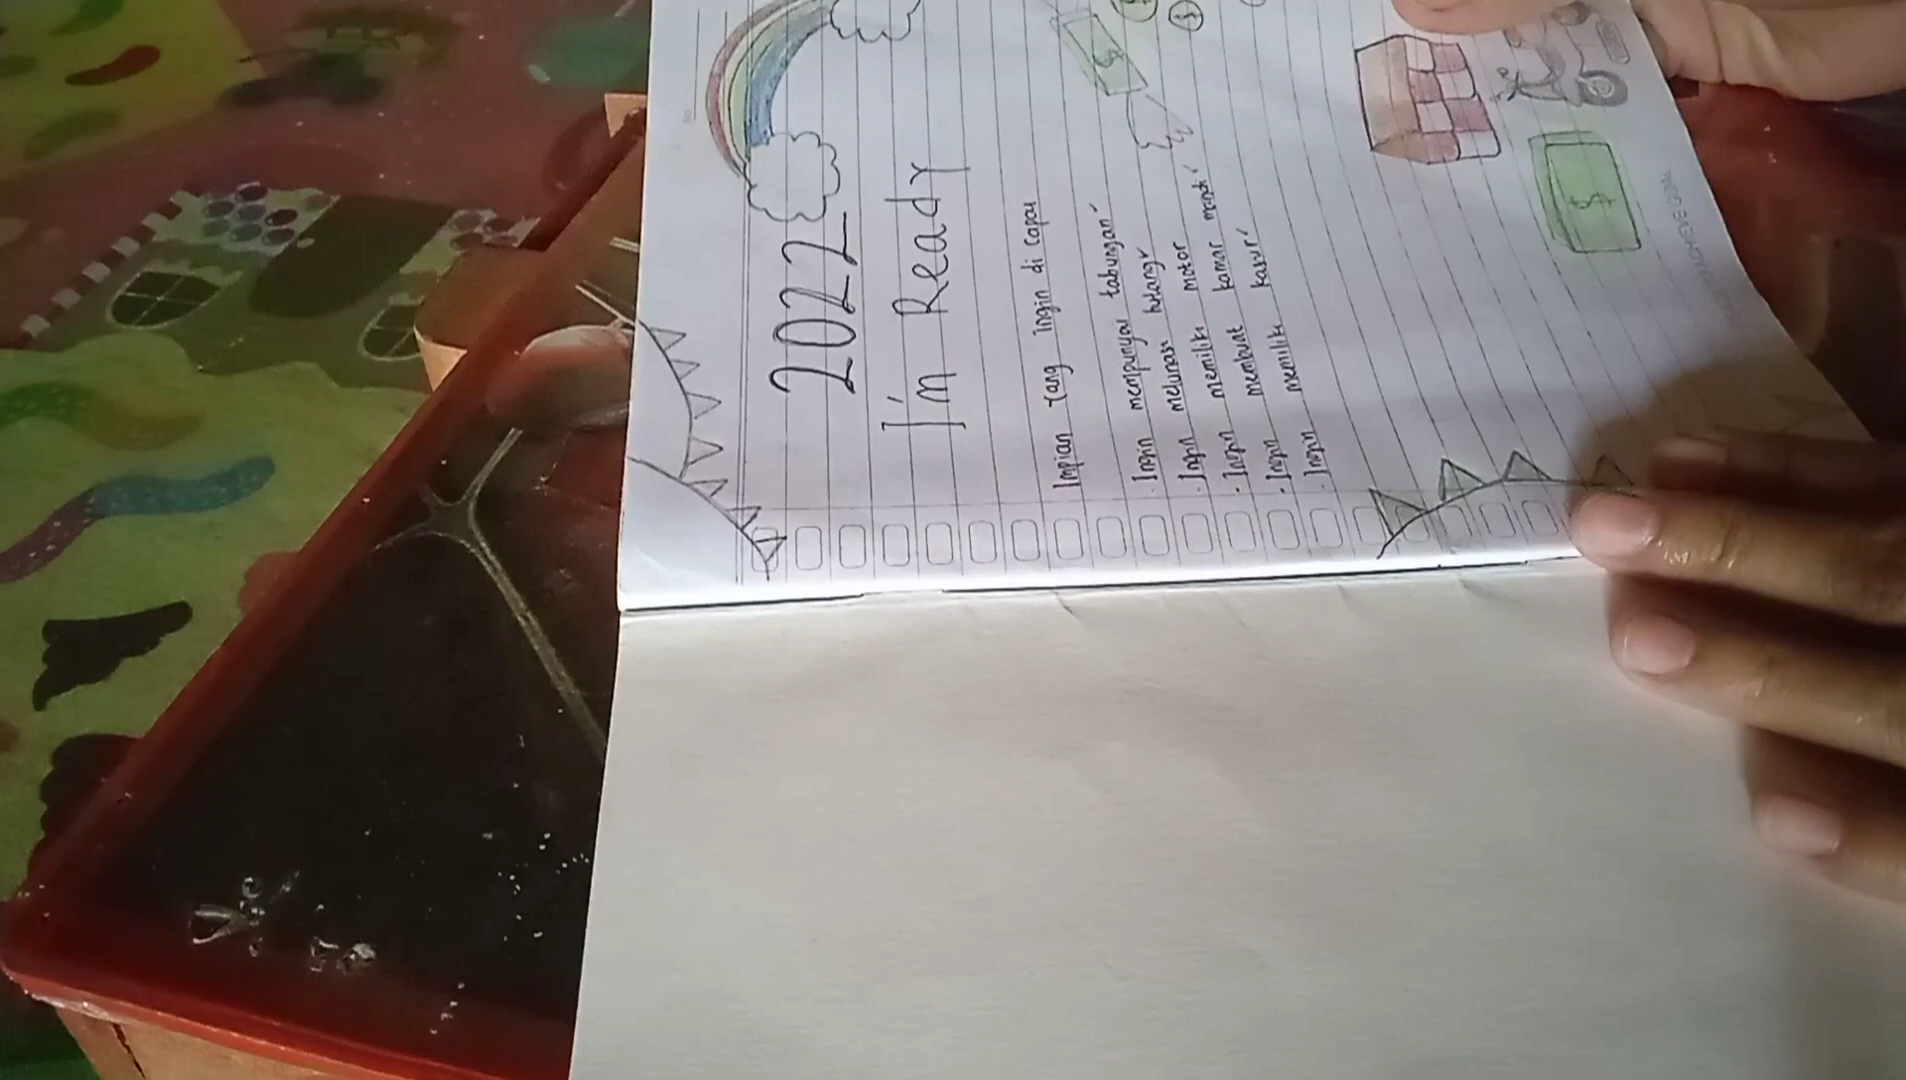 2022
I'm Ready
Impian yang ingin di capai
· Ingin mempunyai tabungan
· Ingin melunasi hutang
· Ingin memiliki motor
· Ingin membuat kamar mandi
· Ingin memiliki kasur
$
$
$